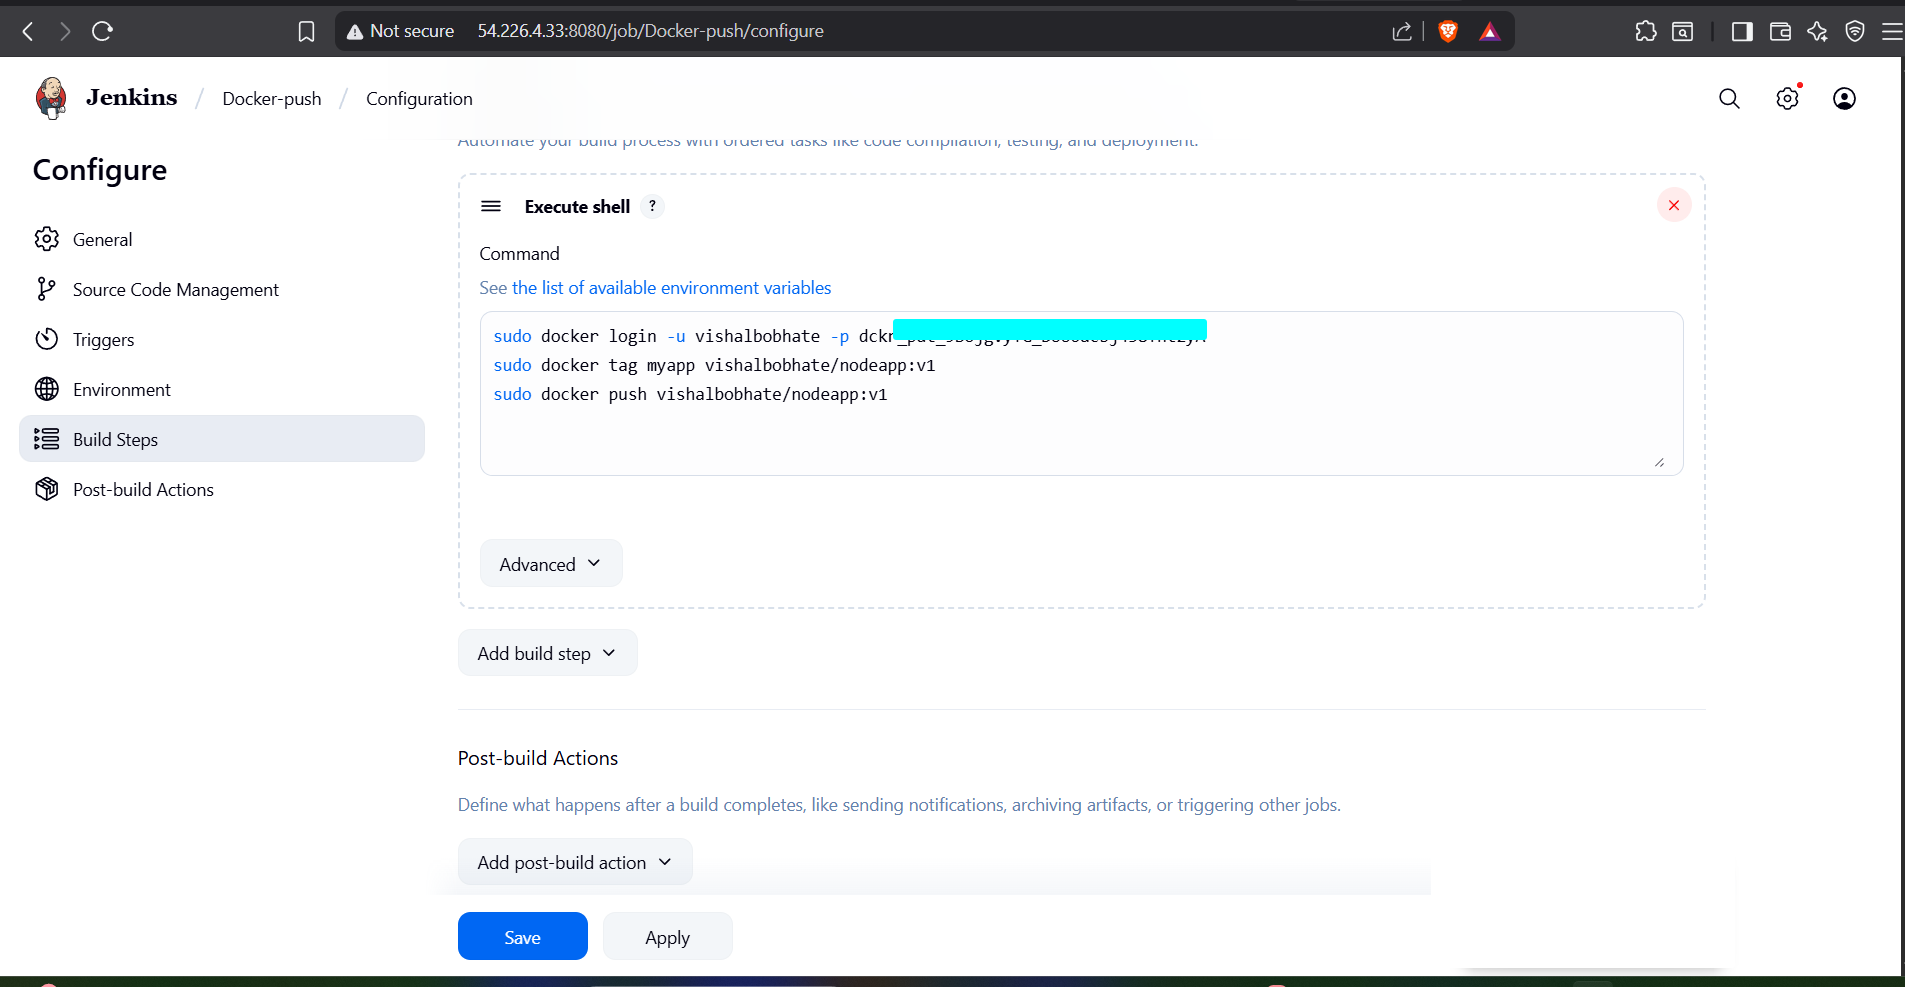 Not secure 54.226.4.33:8080/job/Docker-push/configure
Jenkins / Docker-push / Configuration
Configure
General
Source Code Management
Triggers
Environment
Build Steps
Post-build Actions
Automate your build process with ordered tasks like code compilation, testing, and deployment.
Execute shell ?
Command
See the list of available environment variables
sudo docker login -u vishalbobhate -p
sudo docker tag myapp vishalbobhate/nodeapp:v1
sudo docker push vishalbobhate/nodeapp:v1
Advanced
Add build step
Post-build Actions
Define what happens after a build completes, like sending notifications, archiving artifacts, or triggering other jobs.
Add post-build action
Save Apply